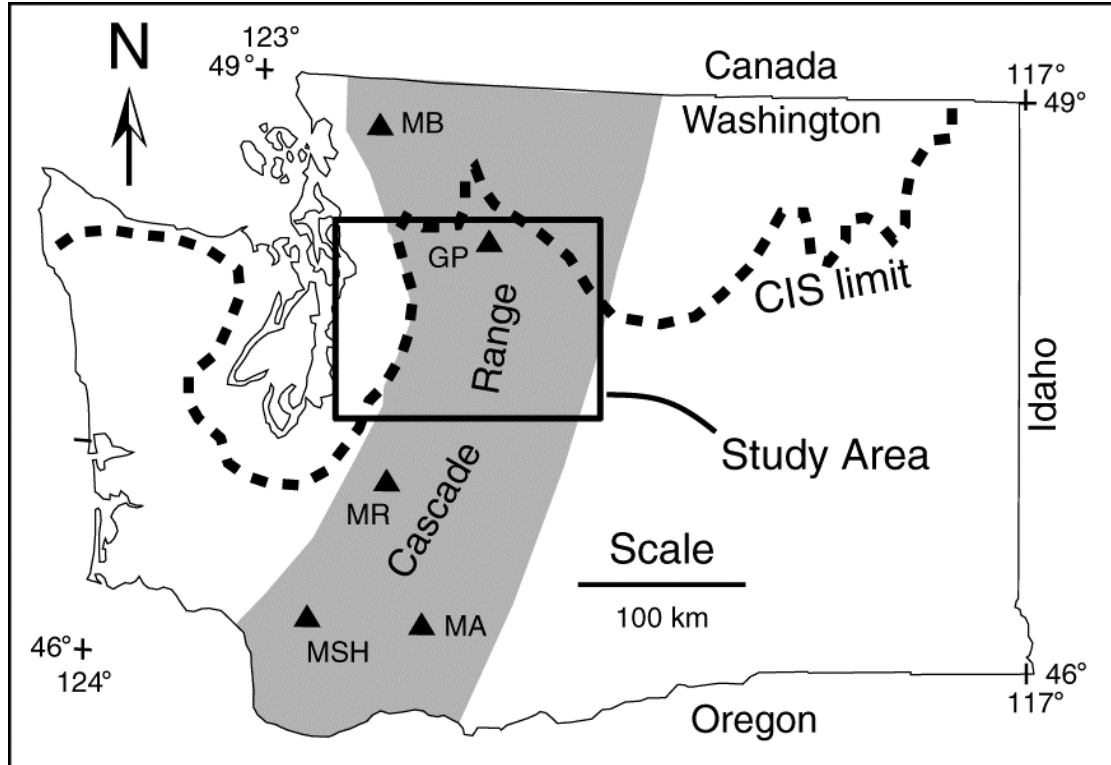 N
123°
49°
Canada
Washington
117°
49°
MB
GP
CIS limit
Range
Idaho
Study Area
Cascade
MR
Scale
100 km
MSH
MA
46°
124°
46°
117°
Oregon